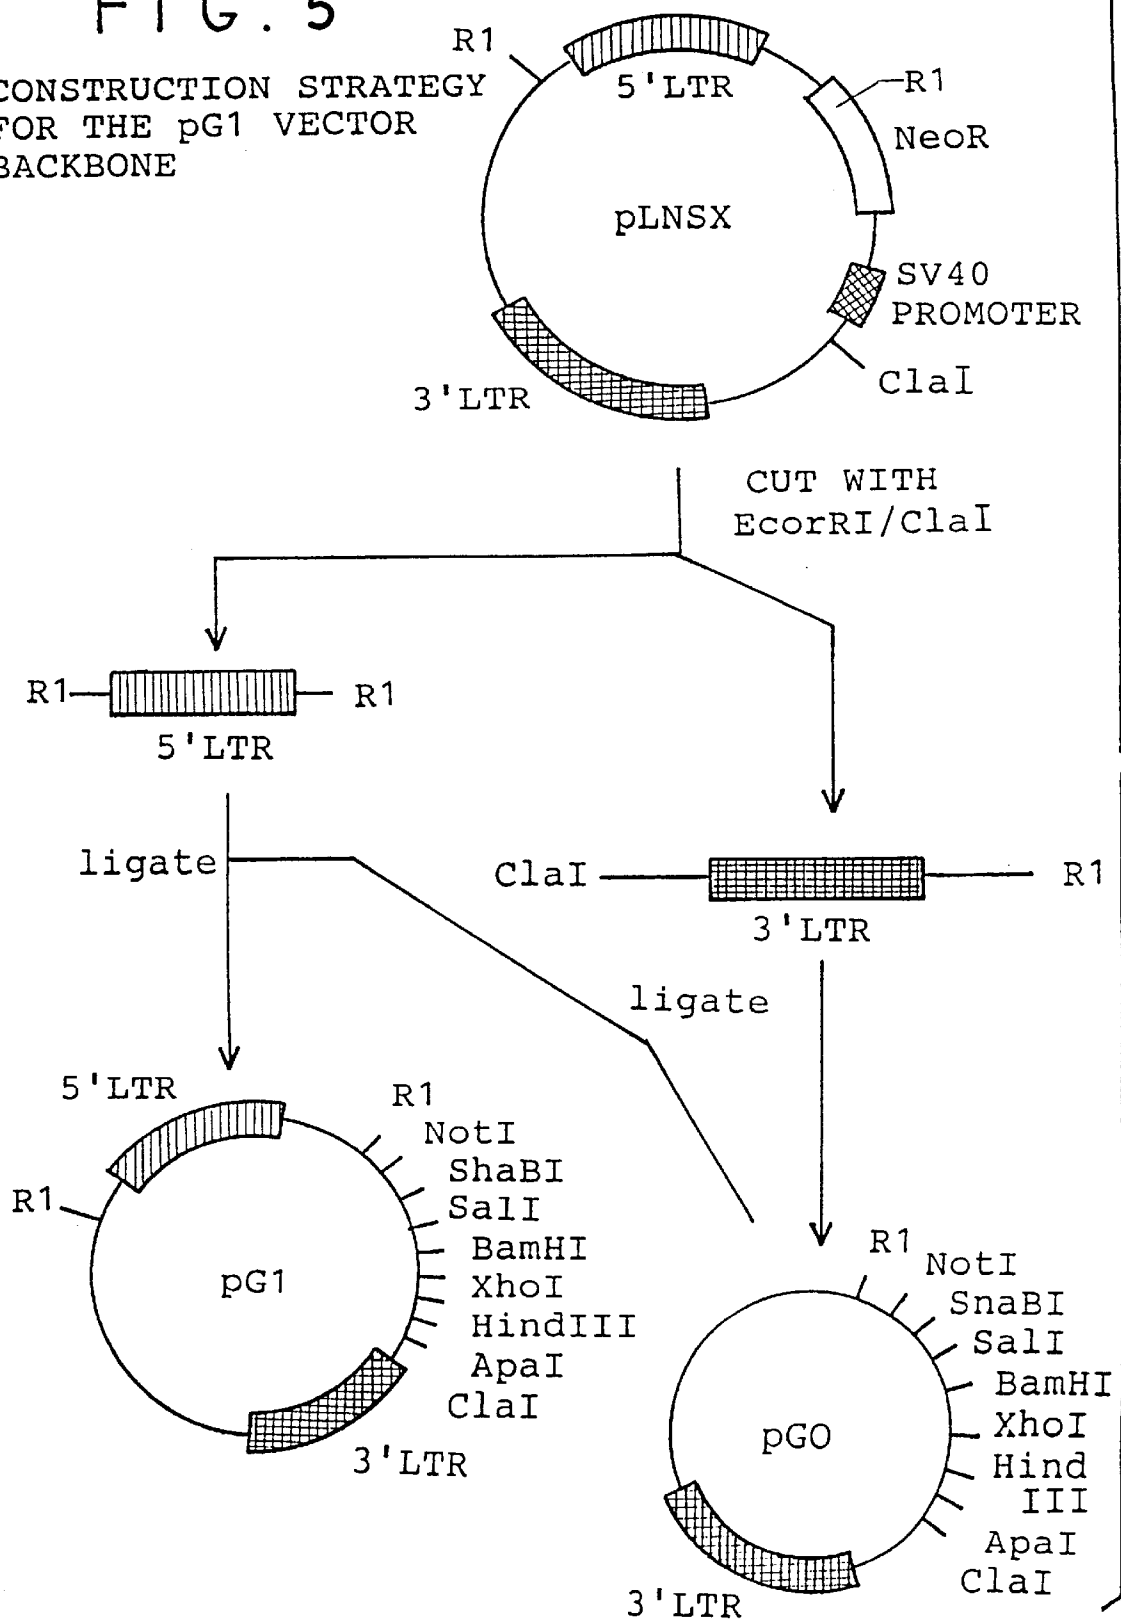 FIG. 5
CONSTRUCTION STRATEGY
FOR THE pG1 VECTOR
BACKBONE
R1
5'LTR
R1
NeoR
pLNSX
SV40
PROMOTER
ClaI
3'LTR
CUT WITH
EcorRI/ClaI
R1
R1
5'LTR
ligate
ClaI
R1
3'LTR
ligate
5'LTR
R1
NotI
ShaBI
SalI
BamHI
XhoI
HindIII
ApaI
ClaI
R1
pG1
3'LTR
R1
NotI
SnaBI
SalI
BamHI
XhoI
Hind
III
ApaI
ClaI
pGO
3'LTR